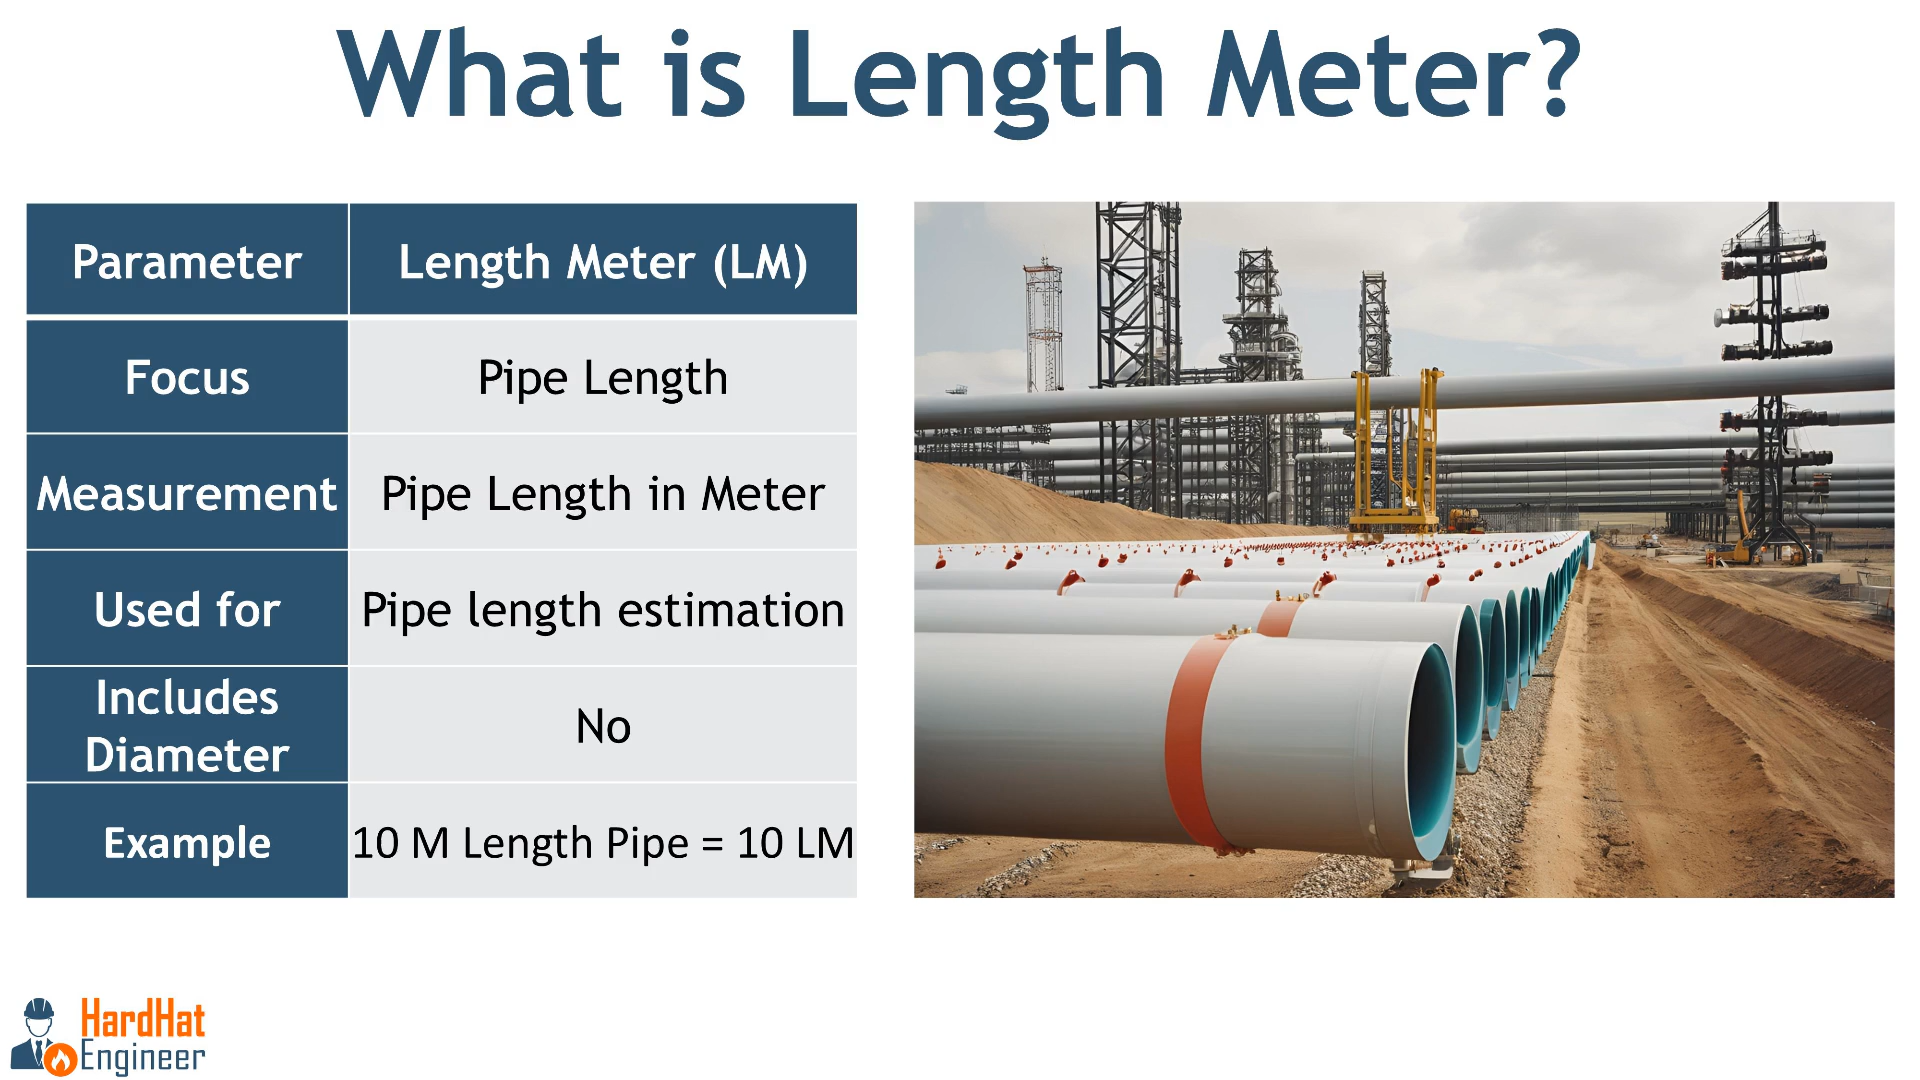 What is Length Meter?
Parameter
Length Meter (LM)
Focus
Pipe Length
Measurement
Pipe Length in Meter
Used for
Pipe length estimation
Includes
Diameter
No
Example
10 M Length Pipe = 10 LM
HardHat
Engineer